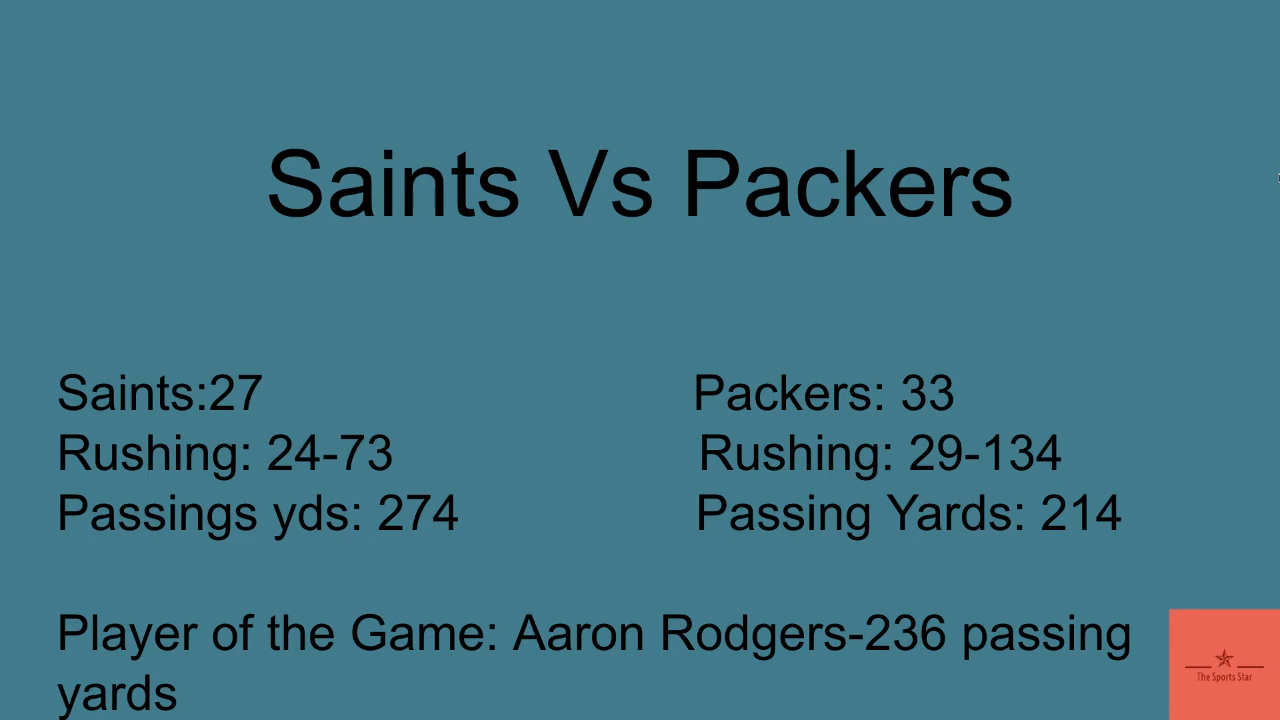 Saints Vs Packers
Saints:27 Packers: 33
Rushing: 24-73 Rushing: 29-134
Passings yds: 274 Passing Yards: 214
Player of the Game: Aaron Rodgers-236 passing
yards
The Sports Star